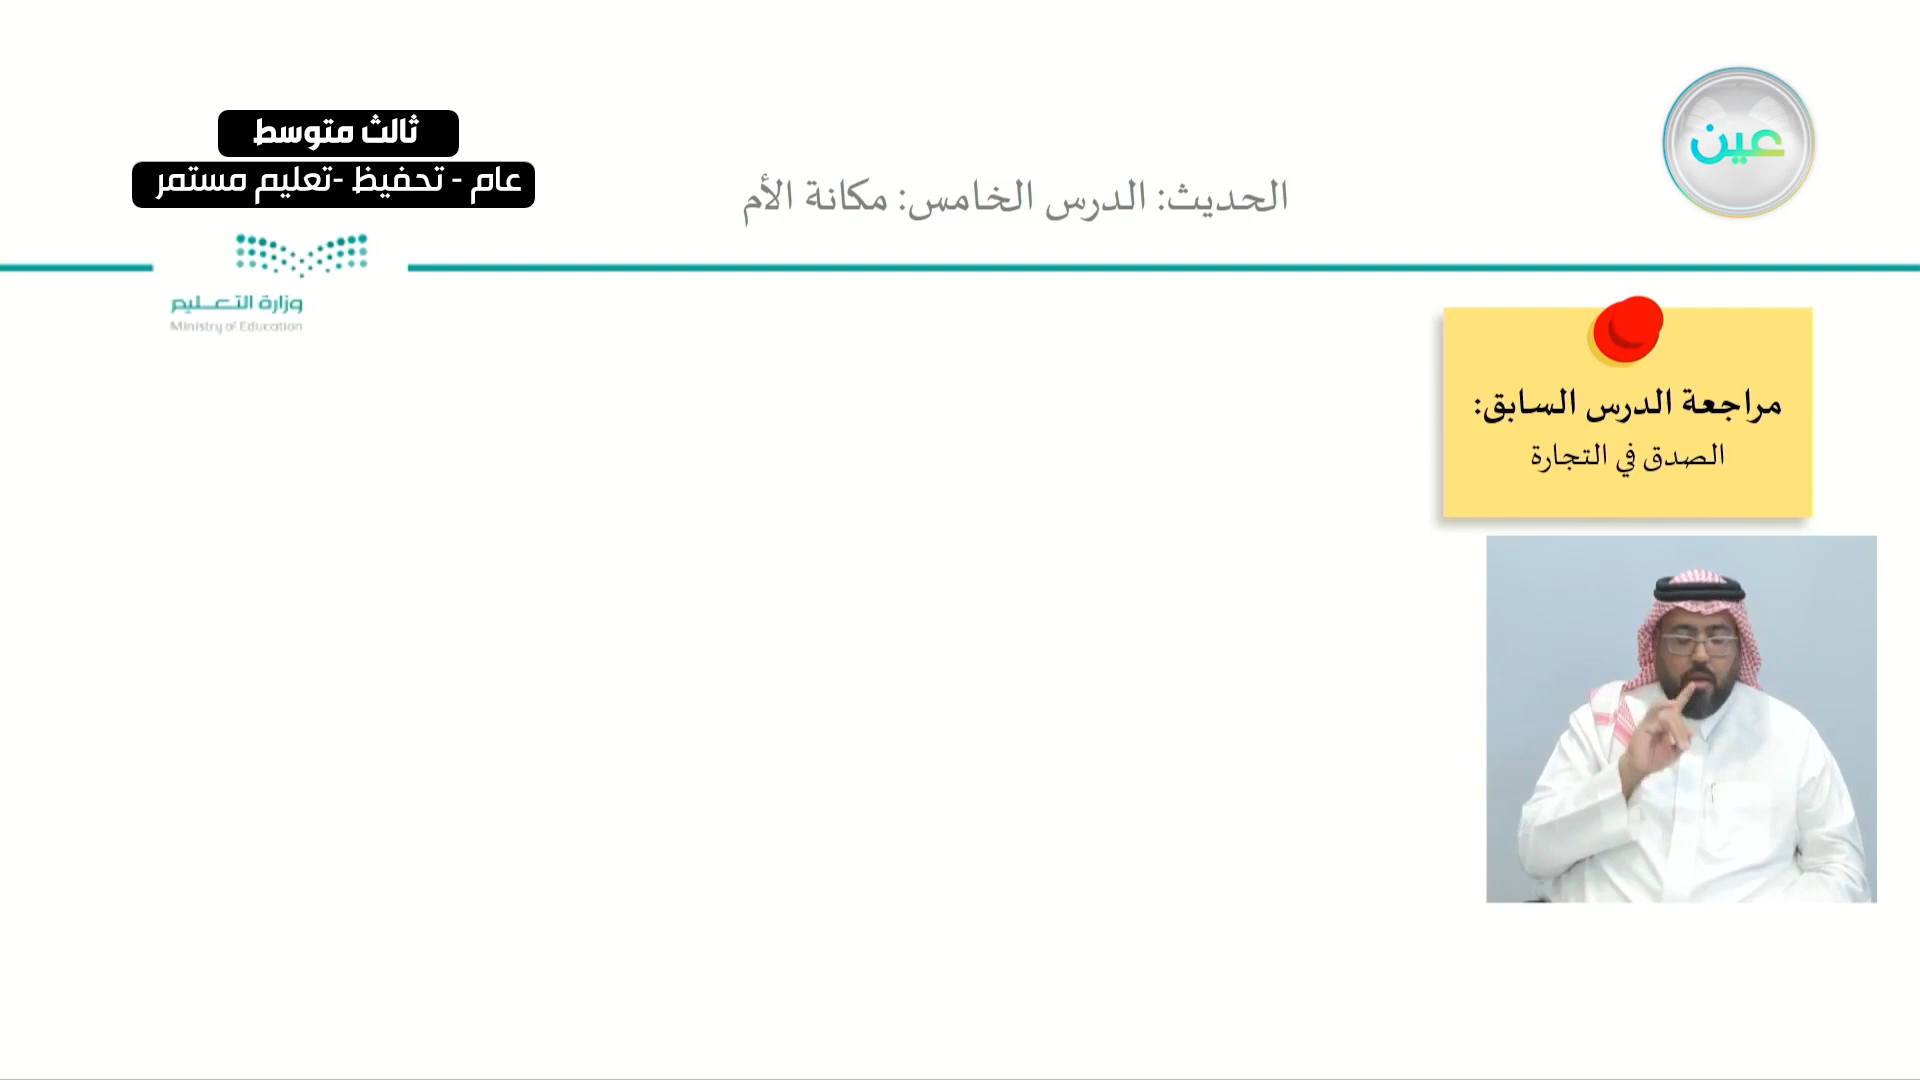 عين
ثالث متوسط
عام - تحفيظ -تعليم مستمر
الحديث: الدرس الخامس: مكانة الأم
وزارة التعليم
Ministry of Education
مراجعة الدرس السابق:
الصدق في التجارة